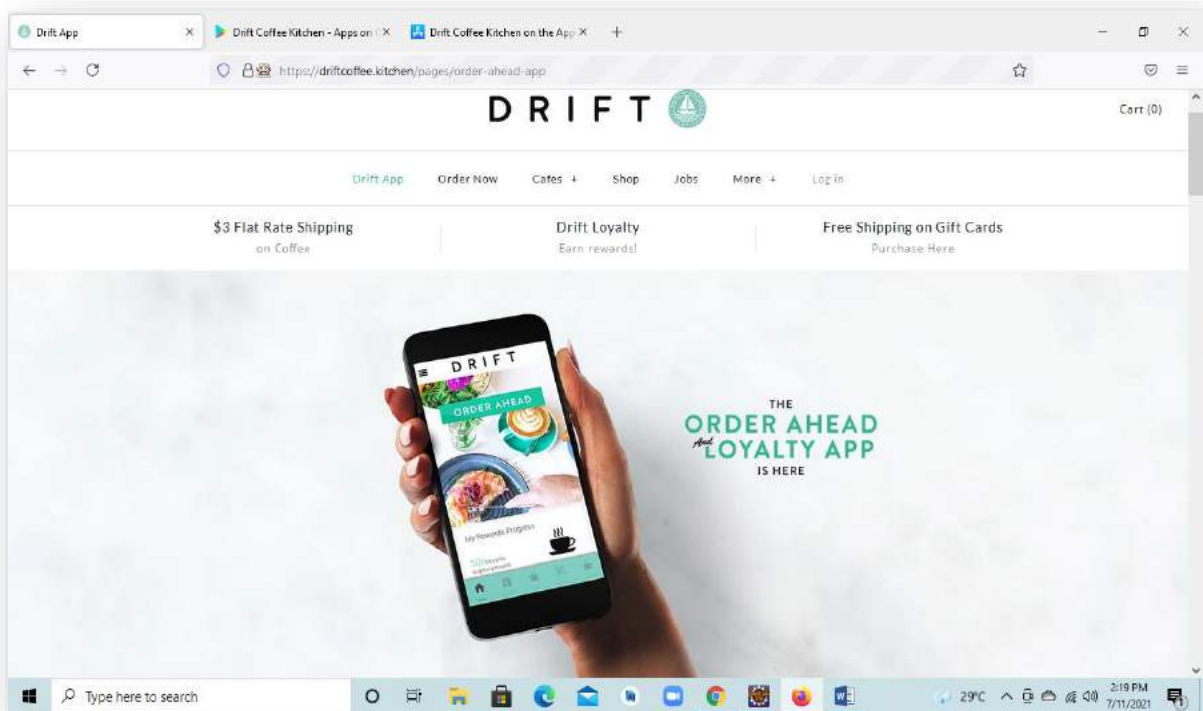 Drift App
Drift Coffee Kitchen - Apps on
Drift Coffee Kitchen on the App
https://driftcoffee.kitchen/pages/order-ahead-app
DRIFT
Cart (0)
Drift App Order Now Cafes + Shop Jobs More + Log in
$3 Flat Rate Shipping
on Coffee
Drift Loyalty
Earn rewards!
Free Shipping on Gift Cards
Purchase Here
DRIFT
ORDER AHEAD
My Rewards Progress
THE
ORDER AHEAD
And
LOYALTY APP
IS HERE
Type here to search
29°C
2:19 PM
7/11/2021